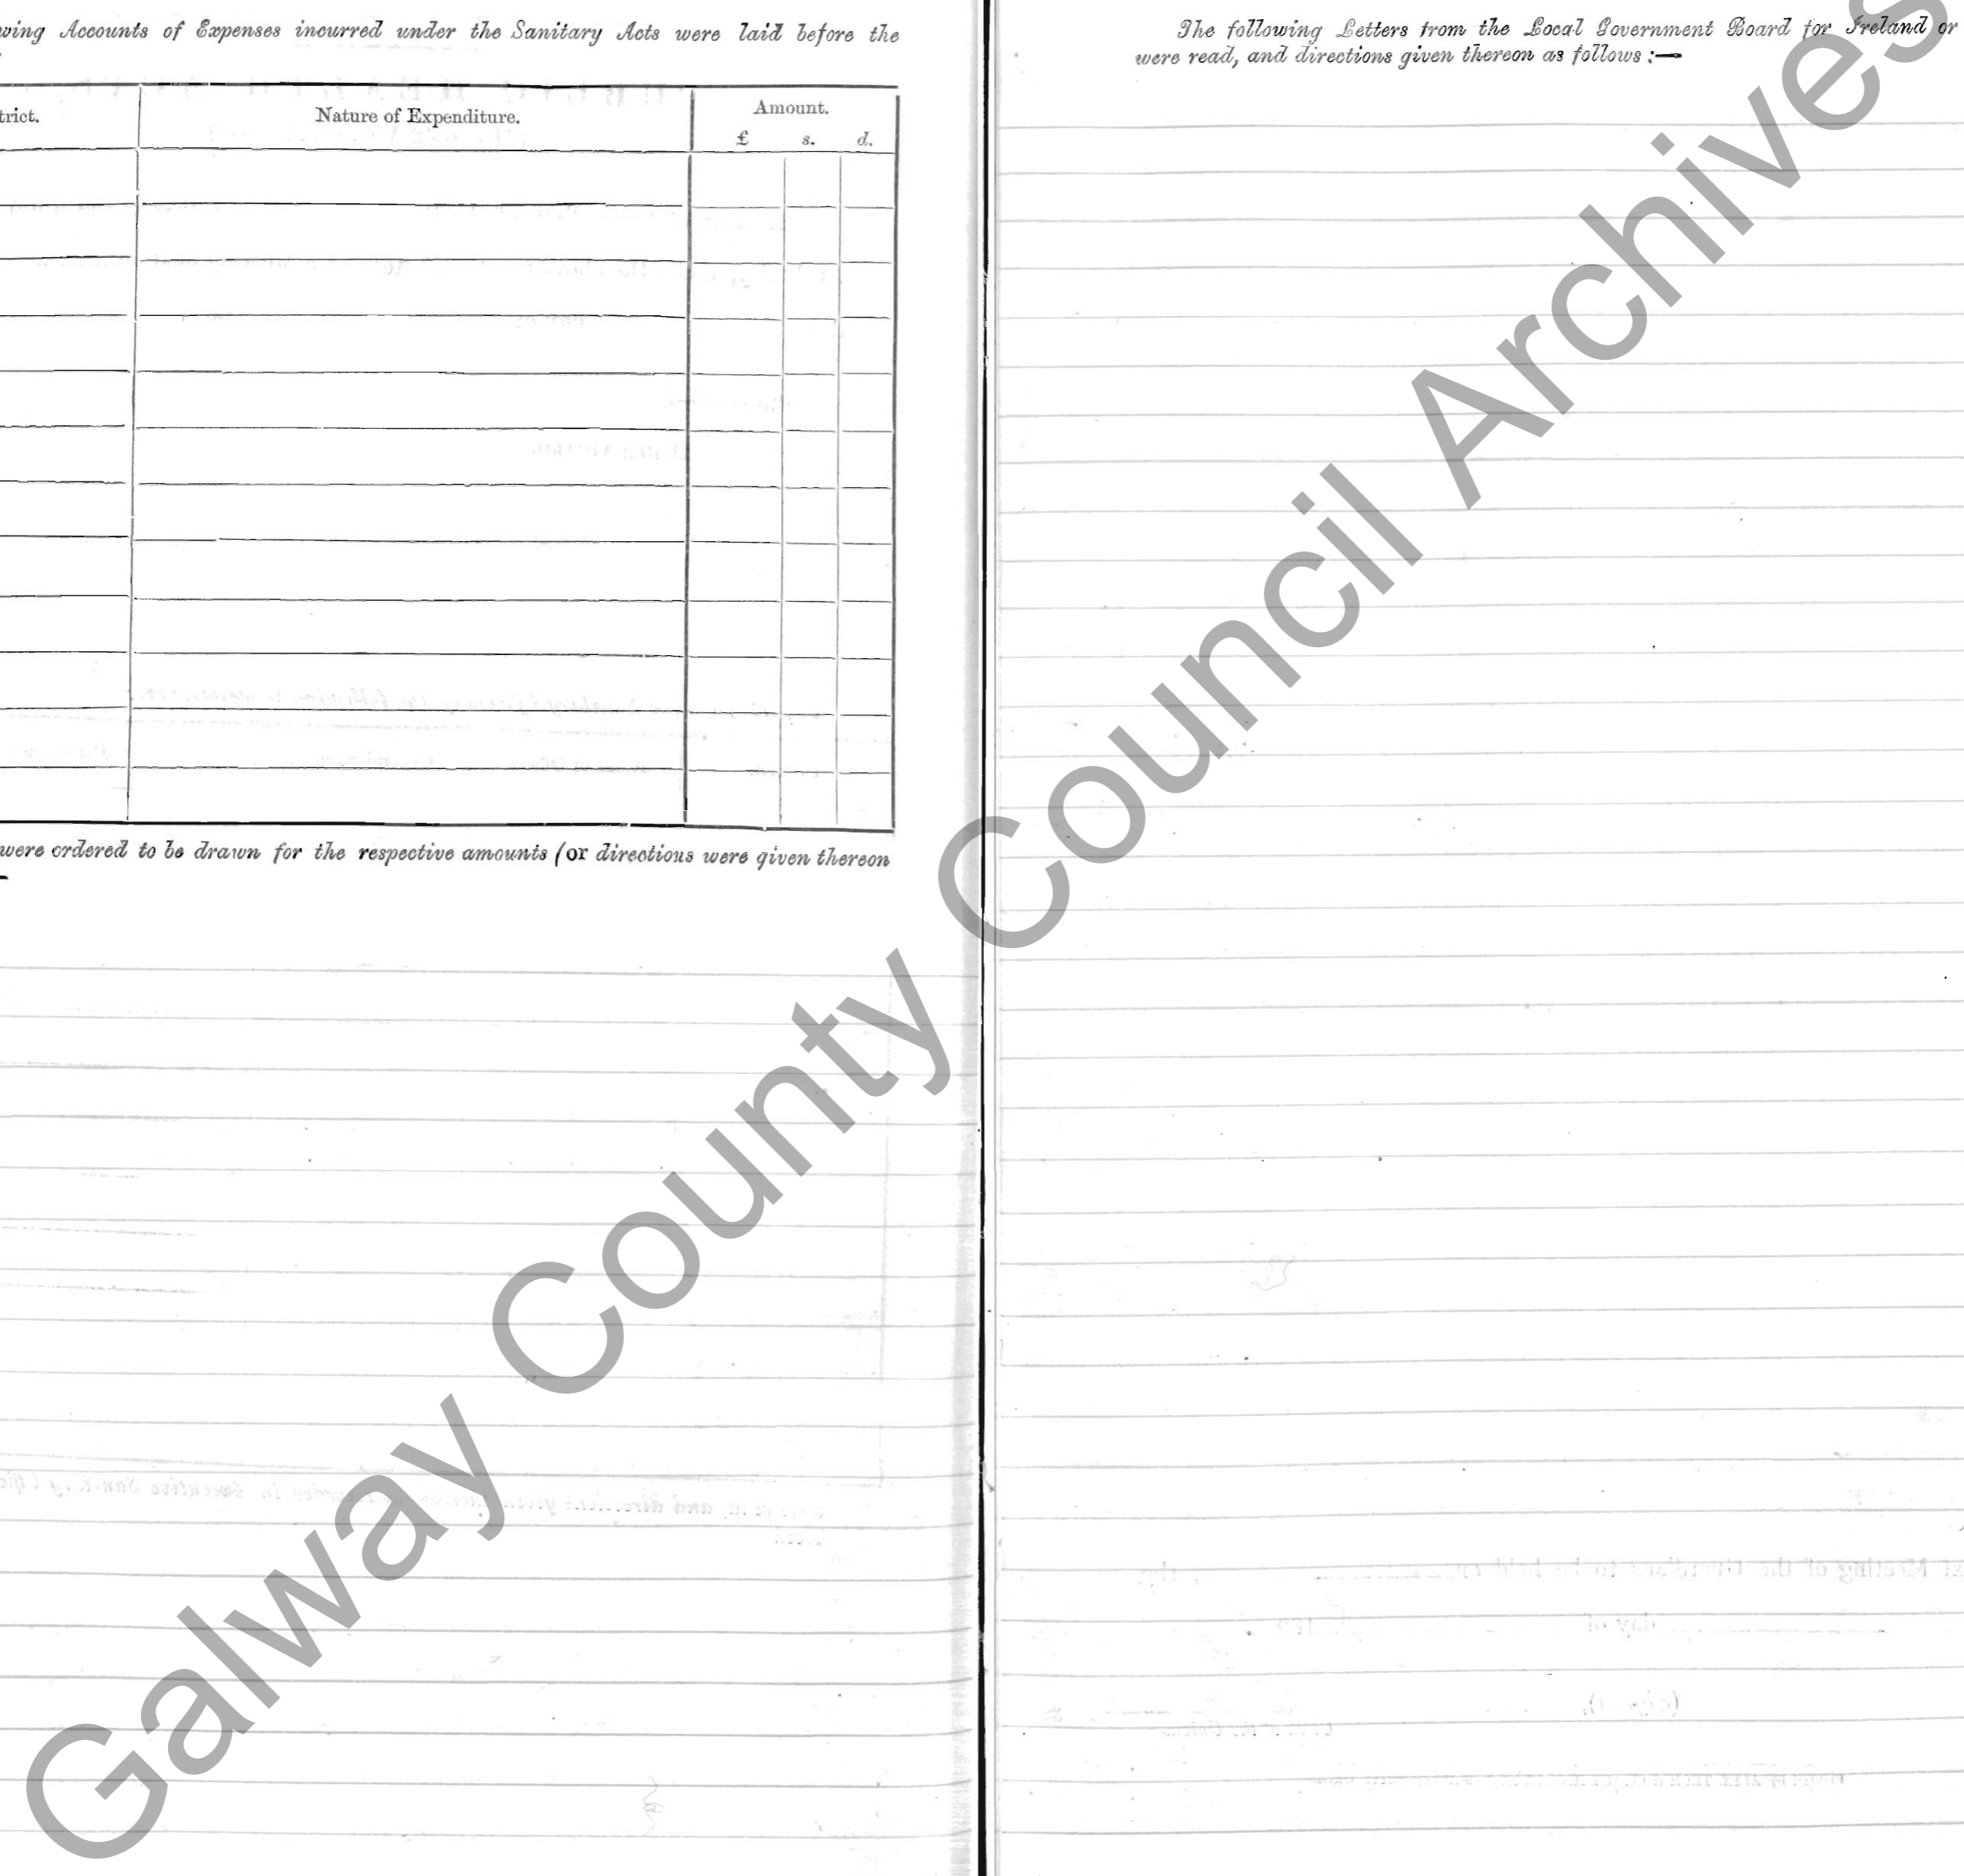 wing Accounts of Expenses incurred under the Sanitary Acts were laid before the
trict.
Nature of Expenditure.
Amount.
£ s. d.
were ordered to be drawn for the respective amounts (or directions were given thereon
The following Letters from the Local Government Board for Ireland or
were read, and directions given thereon as follows :—
Galway County Council Archives